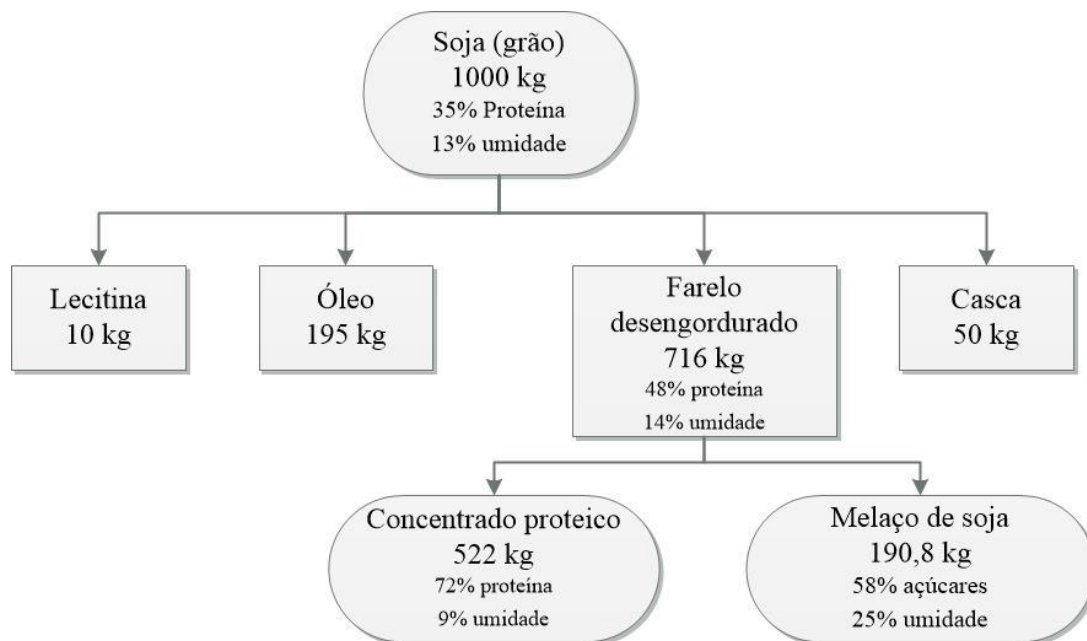 Soja (grão)
1000 kg
35% Proteína
13% umidade
Lecitina
10 kg
Óleo
195 kg
Farelo
desengordurado
716 kg
48% proteína
14% umidade
Casca
50 kg
Concentrado proteico
522 kg
72% proteína
9% umidade
Melaço de soja
190,8 kg
58% açúcares
25% umidade